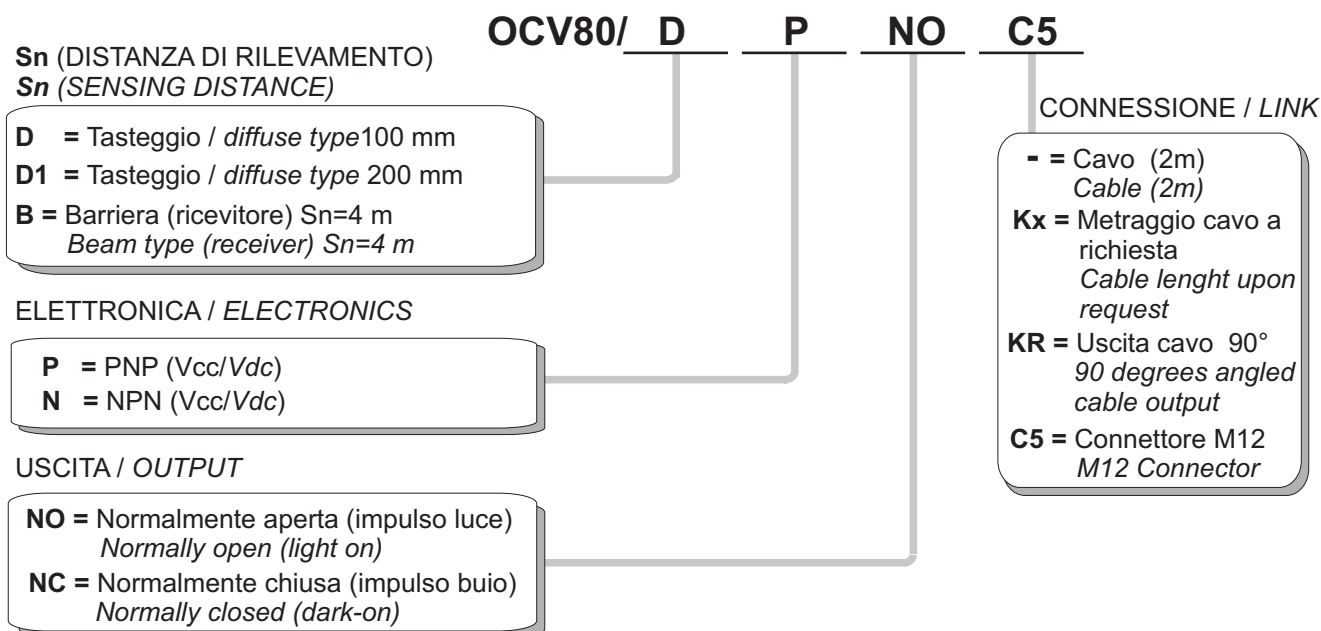 OCV80/ D P NO C5
Sn (DISTANZA DI RILEVAMENTO)
Sn (SENSING DISTANCE)
D = Tasteggio / diffuse type100 mm
D1 = Tasteggio / diffuse type 200 mm
B = Barriera (ricevitore) Sn=4 m
Beam type (receiver) Sn=4 m
ELETTRONICA / ELECTRONICS
P = PNP (Vcc/Vdc)
N = NPN (Vcc/Vdc)
USCITA / OUTPUT
NO = Normalmente aperta (impulso luce)
Normally open (light on)
NC = Normalmente chiusa (impulso buio)
Normally closed (dark-on)
CONNESSIONE / LINK
- = Cavo (2m)
Cable (2m)
Kx = Metraggio cavo a
richiesta
Cable lenght upon
request
KR = Uscita cavo 90°
90 degrees angled
cable output
C5 = Connettore M12
M12 Connector